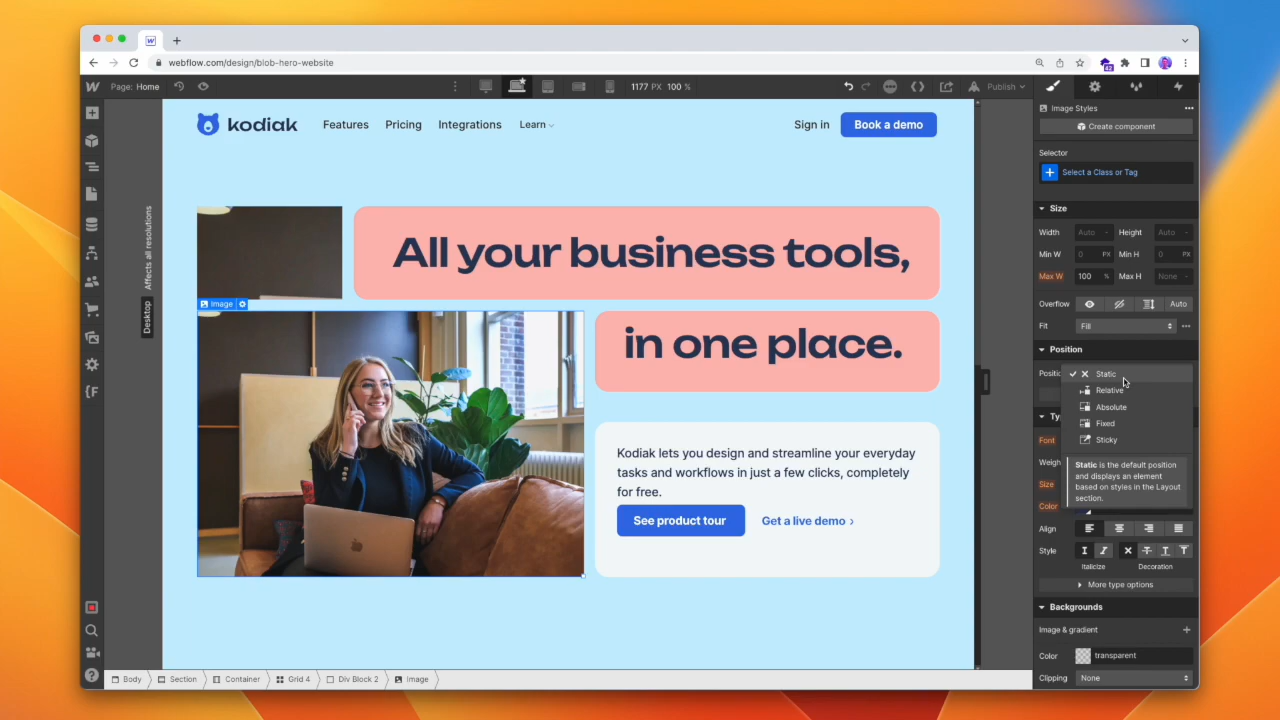 webflow.com/design/blob-hero-website
Page: Home
1177 PX 100 %
Publish
Image Styles
Create component
kodiak
Features
Pricing
Integrations
Learn
Sign in
Book a demo
Selector
Select a Class or Tag
Size
Width
Auto
-
Height
Auto
-
Min W
0
PX
Min H
0
PX
Max W
100
%
Max H
None
-
Overflow
Auto
Fit
Fill
Position
Static
Relative
Absolute
Fixed
Sticky
Static is the default position
and displays an element
based on styles in the Layout
section.
Font
Size
Color
Align
Style
Italicize
Decoration
More type options
Backgrounds
Image & gradient
Color
transparent
Clipping
None
Affects all resolutions
Desktop
All your business tools,
Image
in one place.
Kodiak lets you design and streamline your everyday
tasks and workflows in just a few clicks, completely
for free.
See product tour
Get a live demo ›
Body
Section
Container
Grid 4
Div Block 2
Image